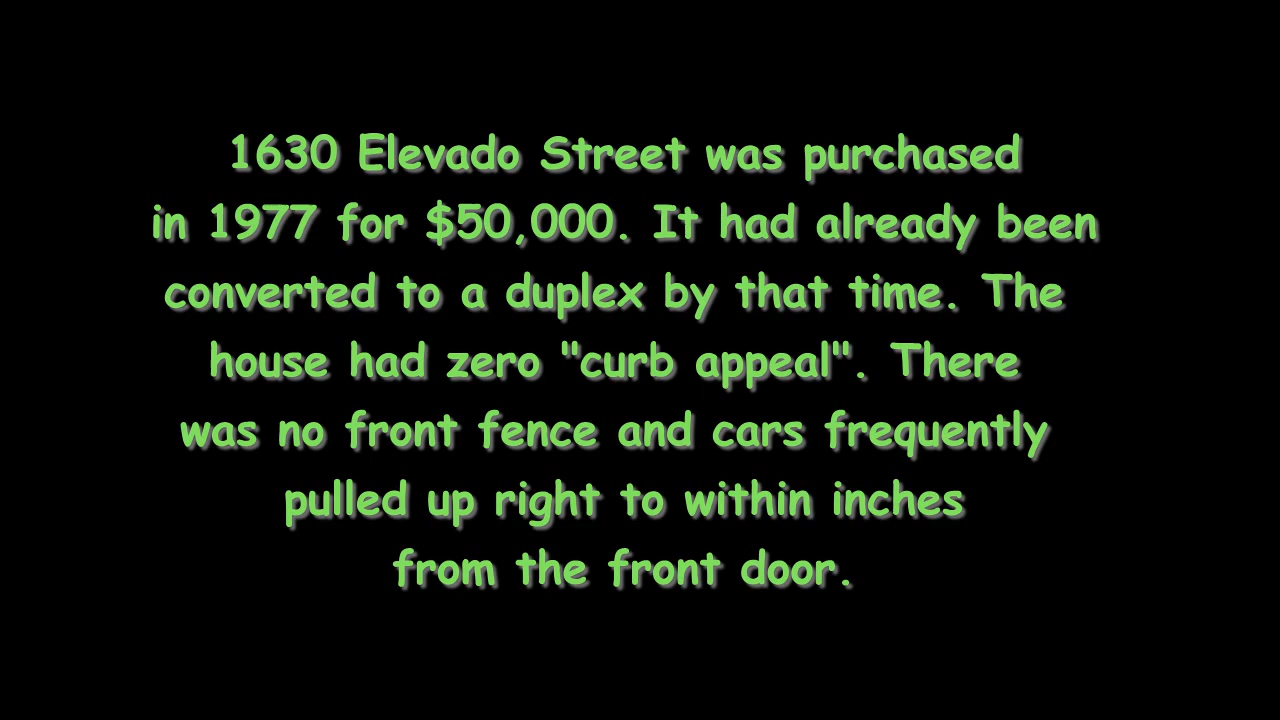 1630 Elevado Street was purchased
in 1977 for $50,000. It had already been
converted to a duplex by that time. The
house had zero "curb appeal". There
was no front fence and cars frequently
pulled up right to within inches
from the front door.